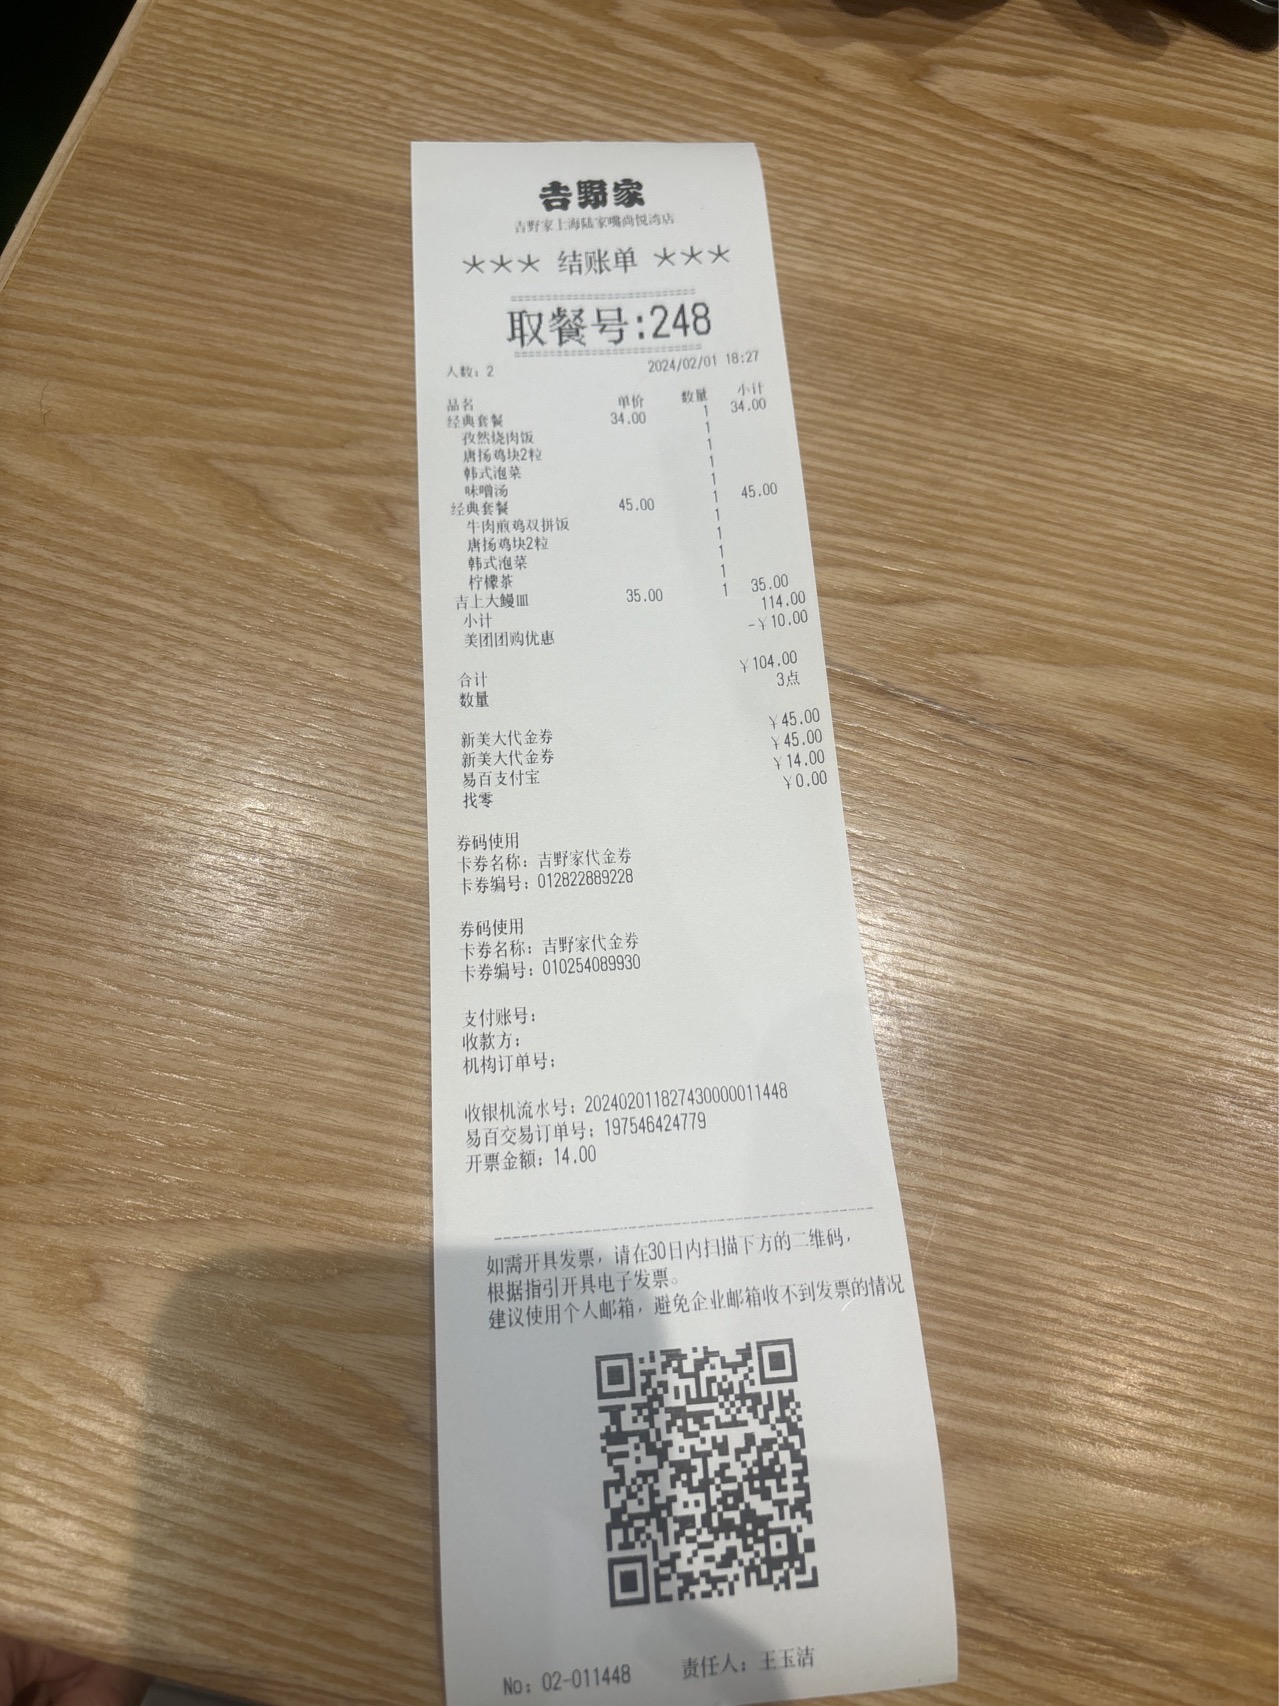 吉野家
吉野家上海陆家嘴尚悦湾店
*** 结账单 ***
取餐号:248
人数: 2 2024/02/01 18:27
品名 单价 数量 小计
经典套餐 34.00 1 34.00
孜然烧肉饭 1
唐扬鸡块2粒 1
韩式泡菜 1
味噌汤 1
经典套餐 45.00 1 45.00
牛肉煎鸡双拼饭 1
唐扬鸡块2粒 1
韩式泡菜 1
柠檬茶 1
吉上大鳗皿 35.00 1 35.00
小计 114.00
美团团购优惠 -¥10.00
合计 ¥104.00
数量 3点
新美大代金券 ¥45.00
新美大代金券 ¥45.00
易百支付宝 ¥14.00
找零 ¥0.00
券码使用
卡券名称: 吉野家代金券
卡券编号: 012822889228
券码使用
卡券名称: 吉野家代金券
卡券编号: 010254089930
支付账号:
收款方:
机构订单号:
收银机流水号: 202402011827430000011448
易百交易订单号: 197546424779
开票金额: 14.00
如需开具发票，请在30日内扫描下方的二维码，
根据指引开具电子发票。
建议使用个人邮箱，避免企业邮箱收不到发票的情况
No: 02-011448 责任人: 王玉洁